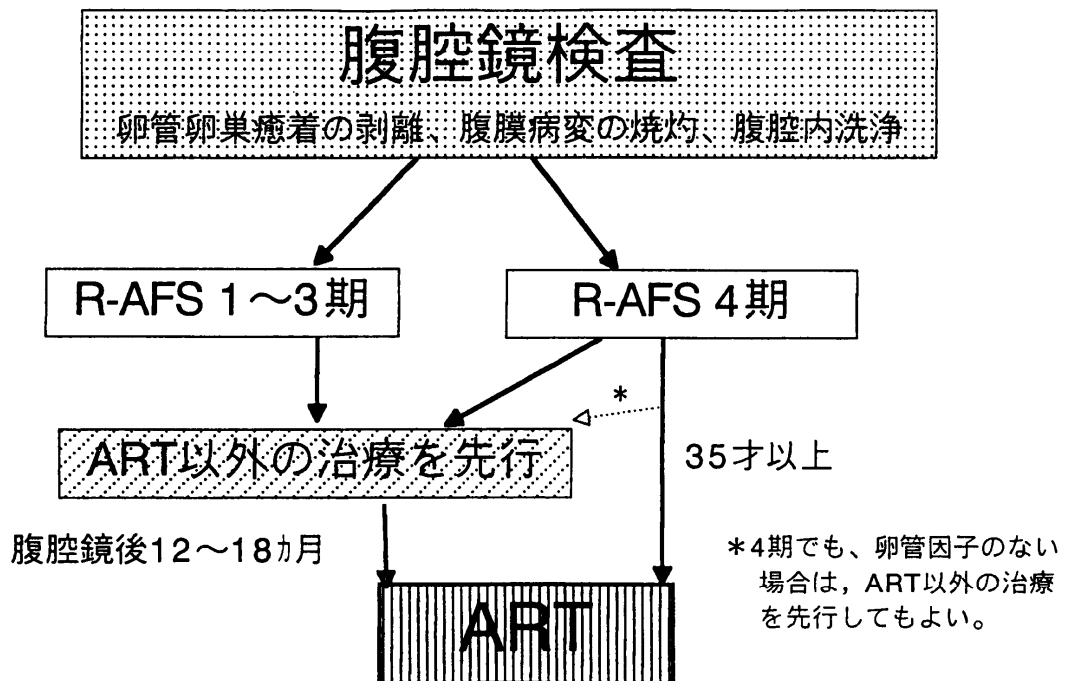 腹腔鏡検査
卵管卵巣癒着の剥離、腹膜病変の焼灼、腹腔内洗浄
R-AFS 1〜3期
R-AFS 4期
*
ART以外の治療を先行
35才以上
腹腔鏡後12〜18ｶ月
*4期でも、卵管因子のない
場合は，ART以外の治療
を先行してもよい。
ART